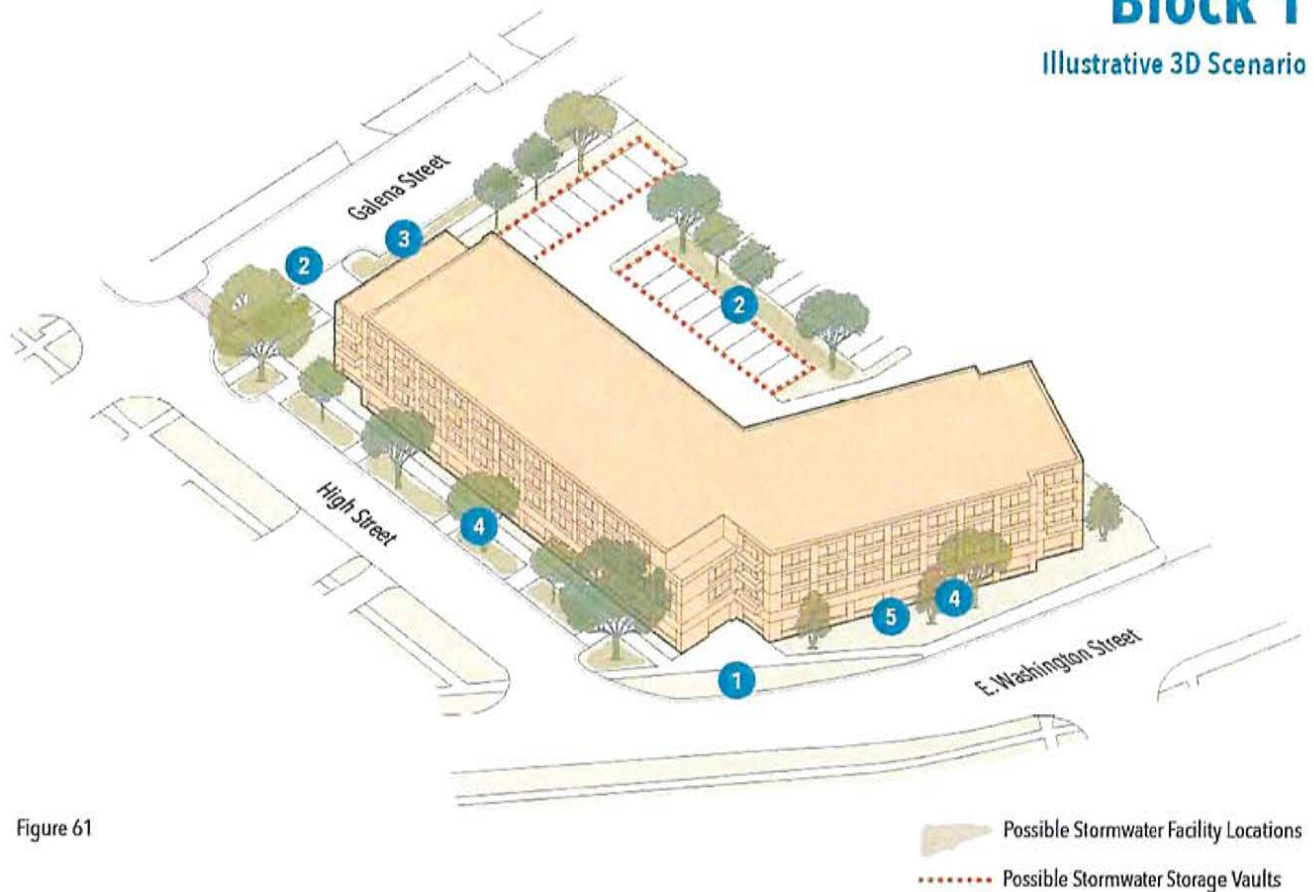 Block 1
Illustrative 3D Scenario
Galena Street
3
2
2
High Street
4
5
4
1
E. Washington Street
Figure 61
Possible Stormwater Facility Locations
Possible Stormwater Storage Vaults